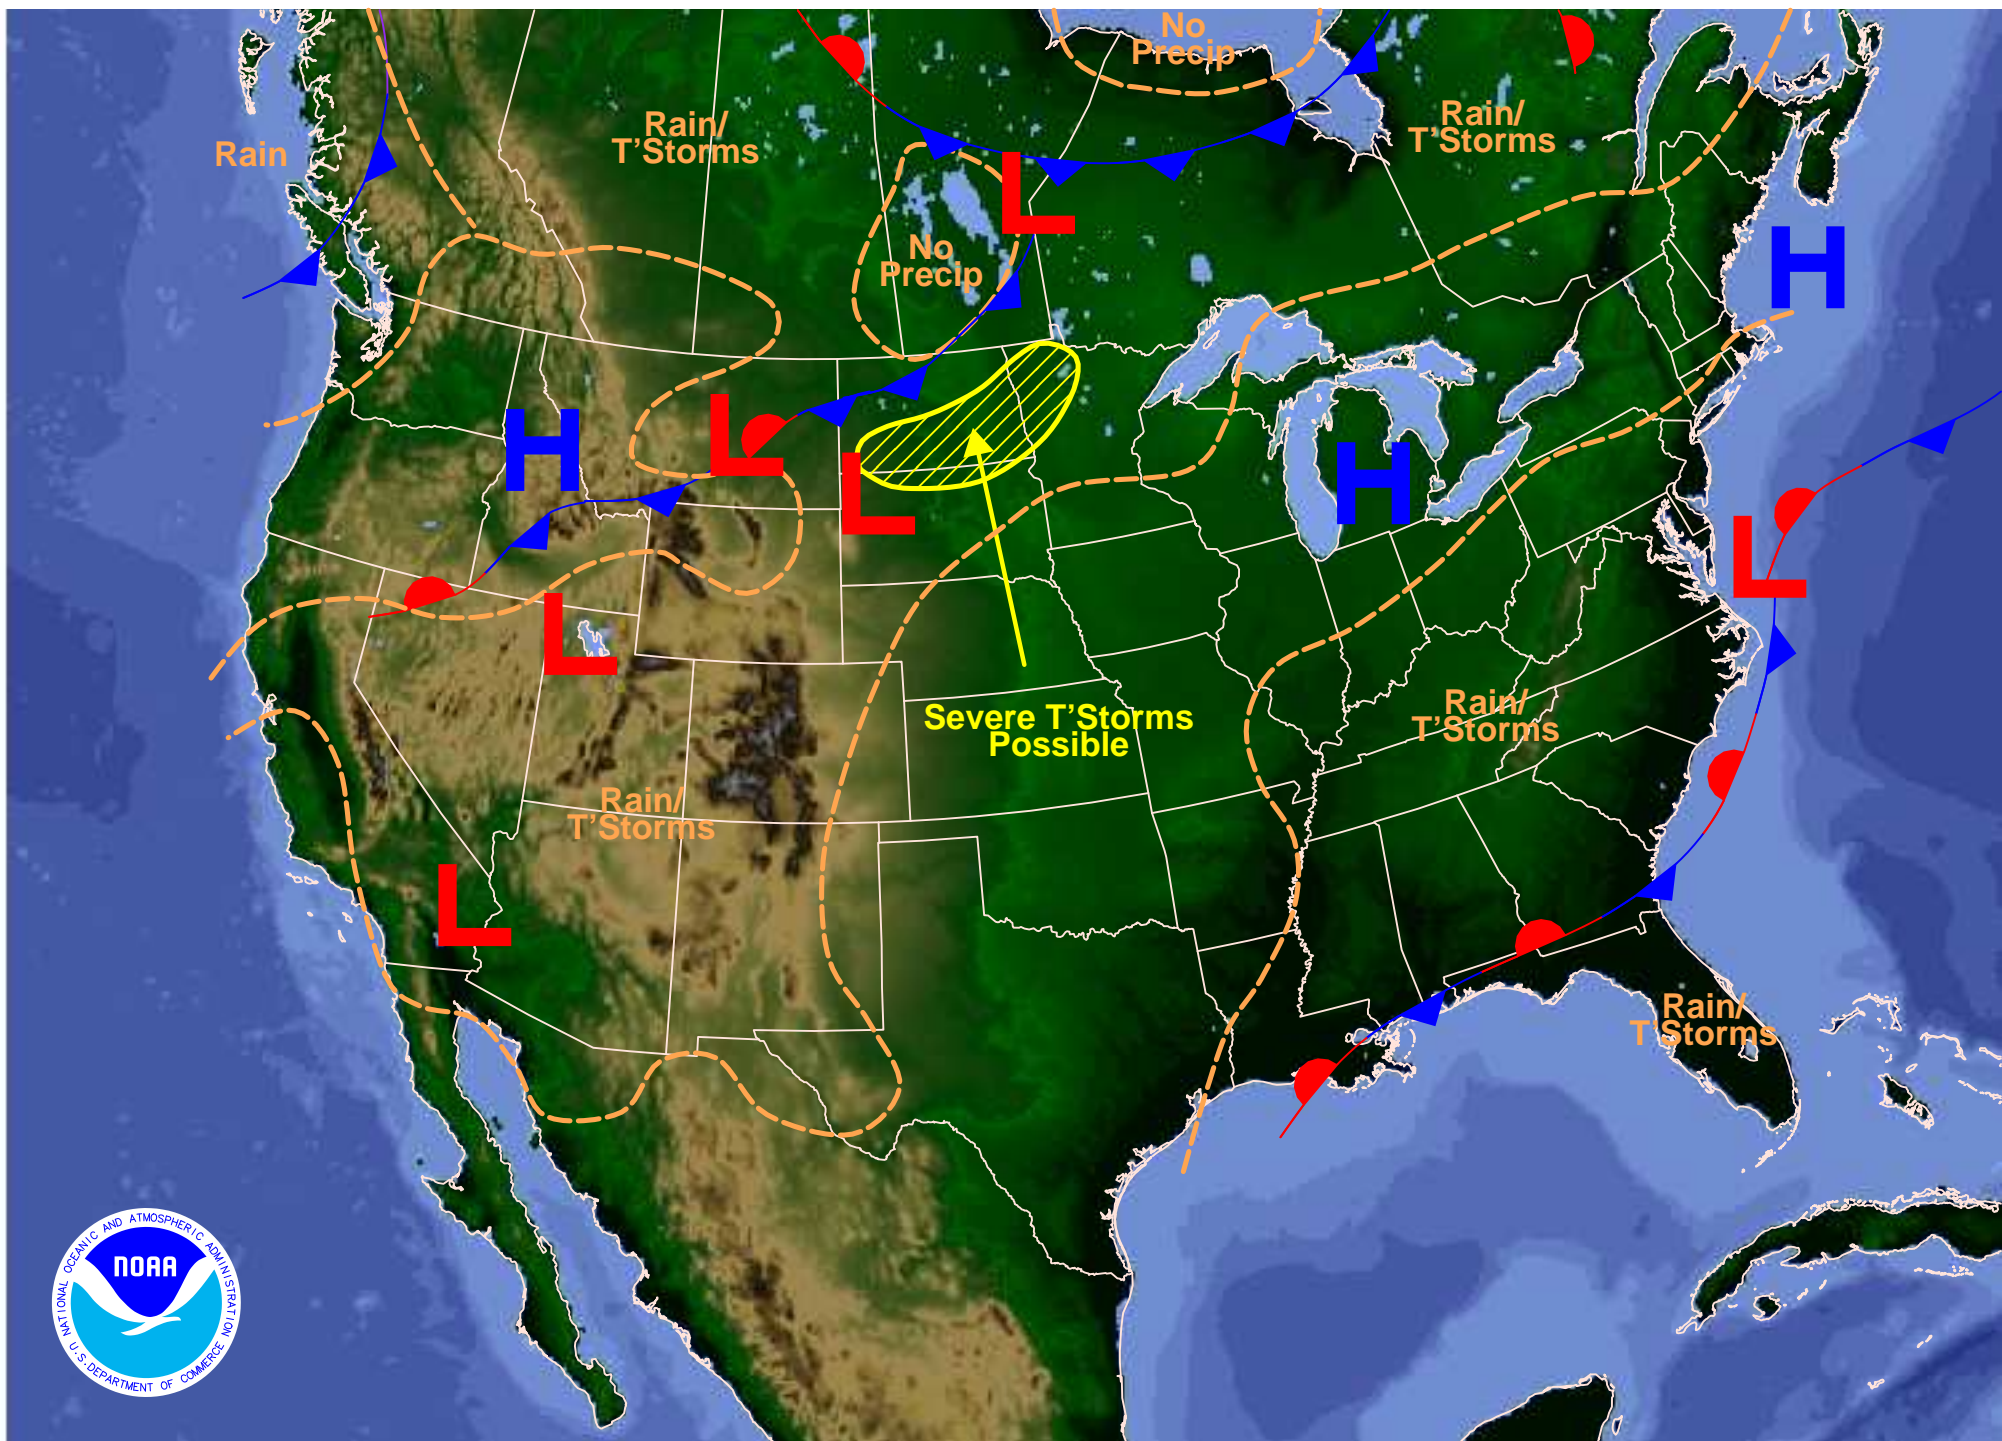 No
Precip
Rain/
T'Storms
Rain/
T'Storms
Rain
L
No
Precip
H
L
H
L
H
L
L
L
Severe T'Storms
Possible
Rain/
T'Storms
Rain/
T'Storms
L
Rain/
T'Storms
NATIONAL OCEANIC AND ATMOSPHERIC ADMINISTRATION
NOAA
U.S. DEPARTMENT OF COMMERCE